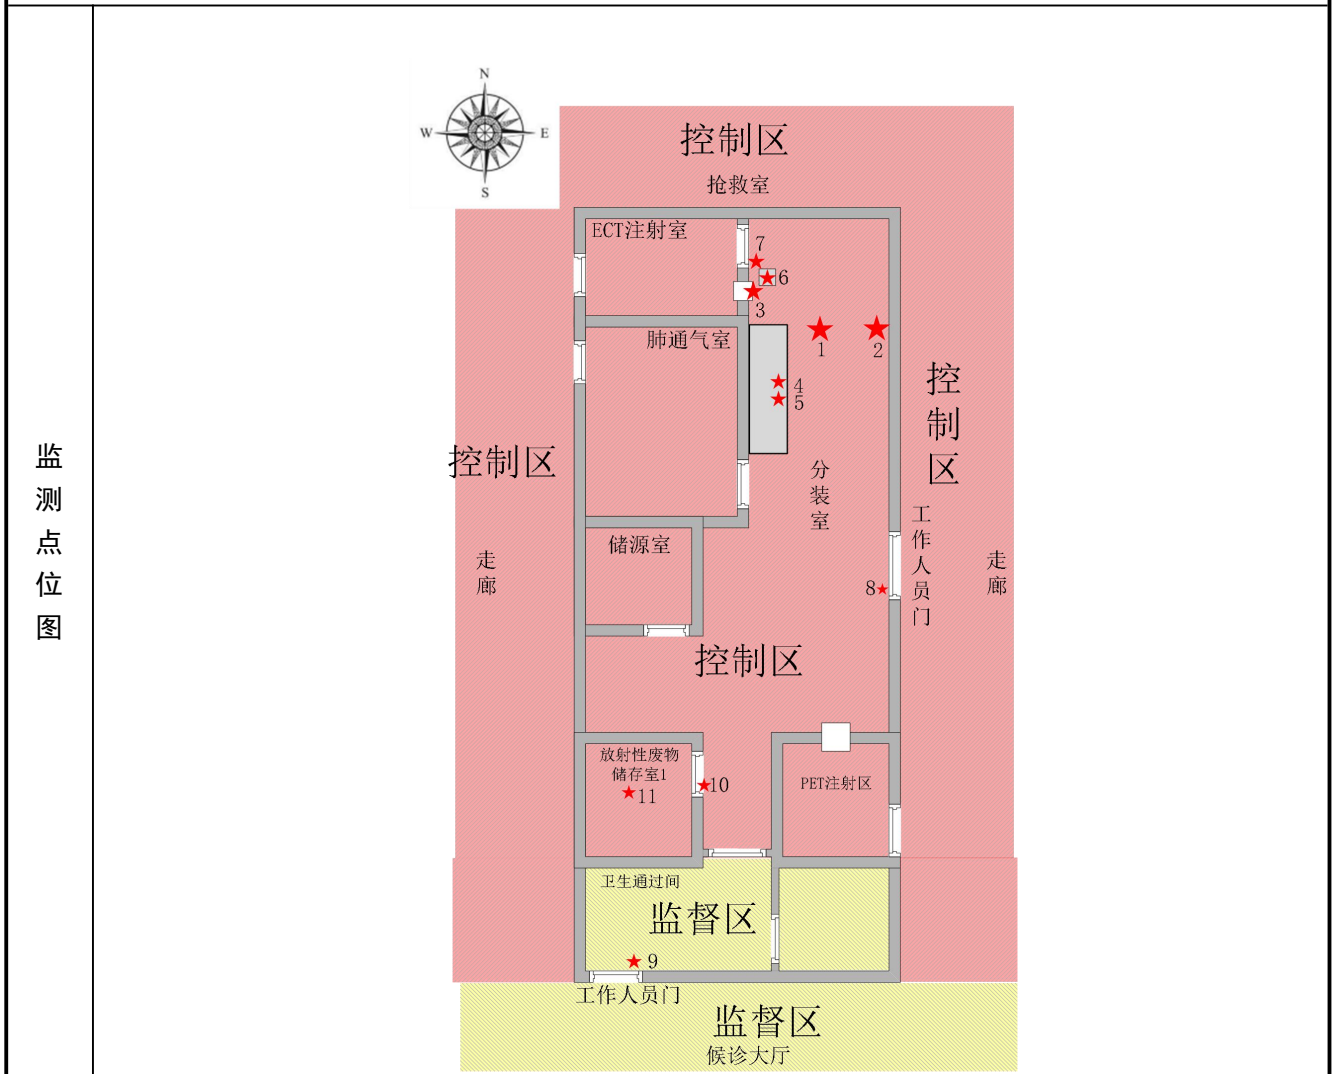 监测点位图
N
W
E
S
控制区
抢救室
ECT注射室
7
6
3
肺通气室
1
2
4
5
控制区
控制区
分装室
工作人员门
储源室
走廊
走廊
8
控制区
放射性废物
储存室1
11
10
PET注射区
卫生通过间
监督区
9
工作人员门
监督区
候诊大厅